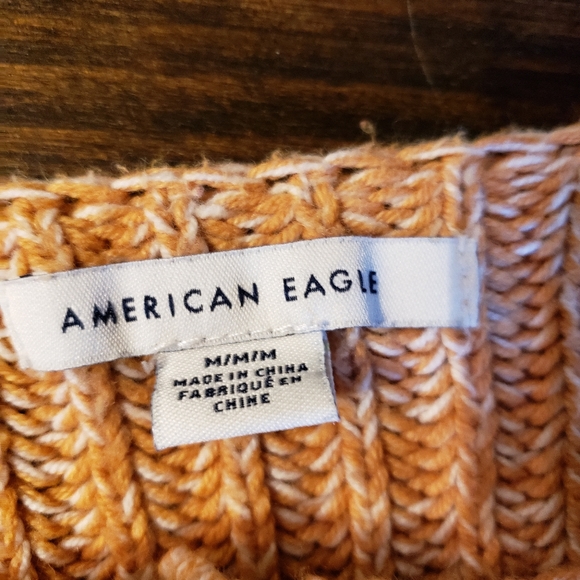 AMERICAN EAGLE
M/M/M
MADE IN CHINA
FABRIQUÉ EN
CHINE